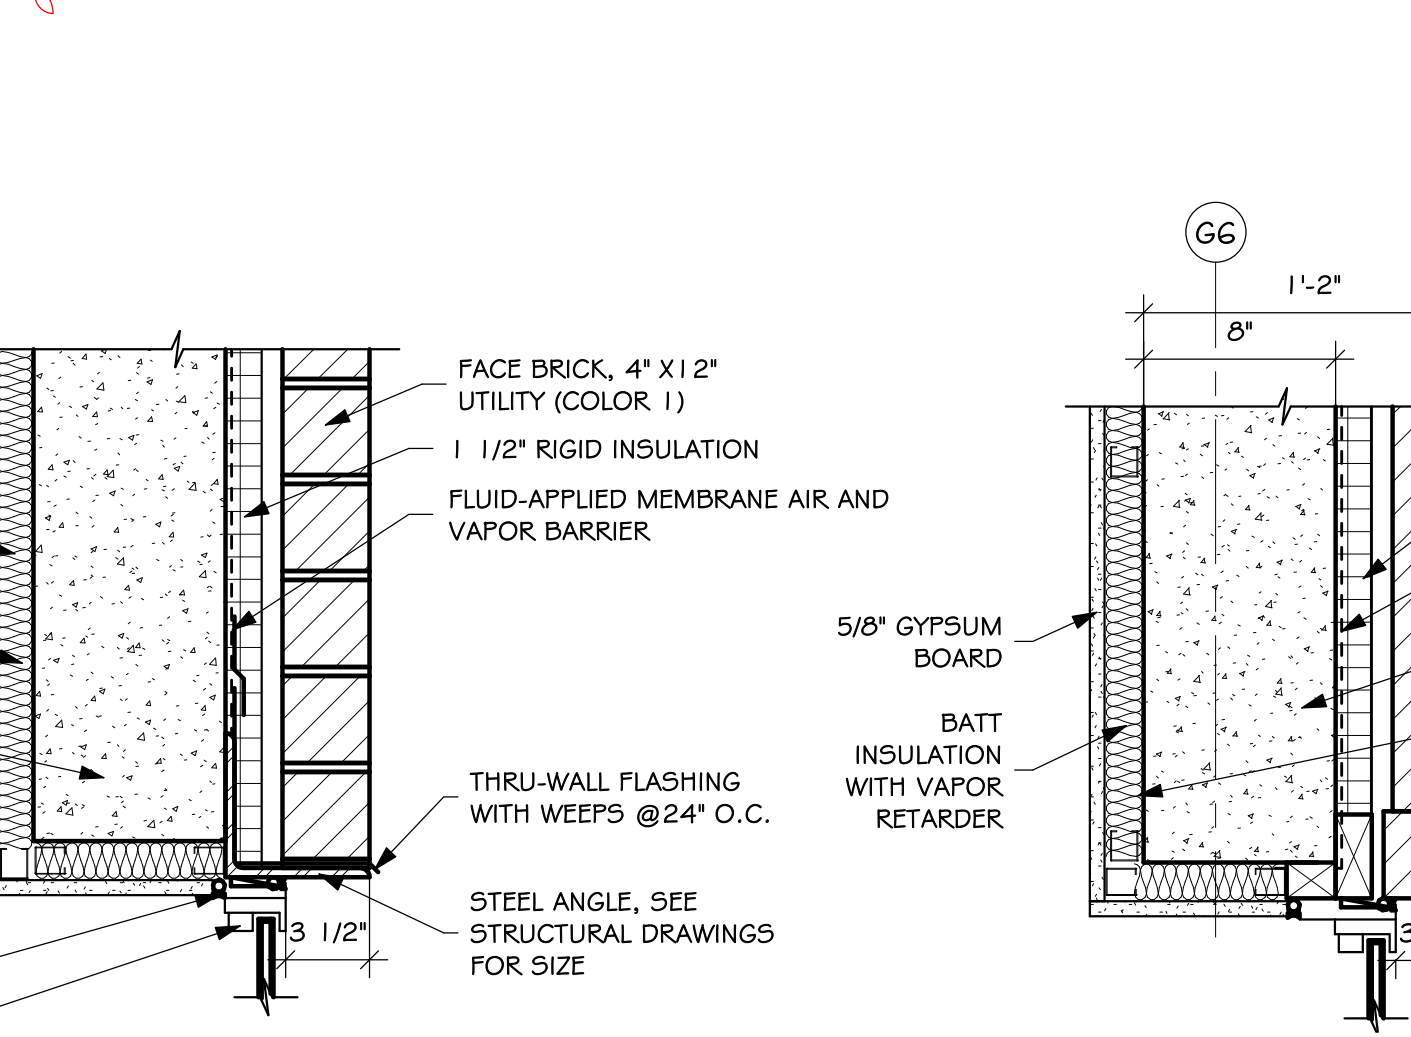 G6
1'-2"
8"
FACE BRICK, 4" X12"
UTILITY (COLOR 1)
1 1/2" RIGID INSULATION
FLUID-APPLIED MEMBRANE AIR AND
VAPOR BARRIER
5/8" GYPSUM
BOARD
BATT
INSULATION
WITH VAPOR
RETARDER
THRU-WALL FLASHING
WITH WEEPS @24" O.C.
STEEL ANGLE, SEE
STRUCTURAL DRAWINGS
FOR SIZE
3 1/2"
3